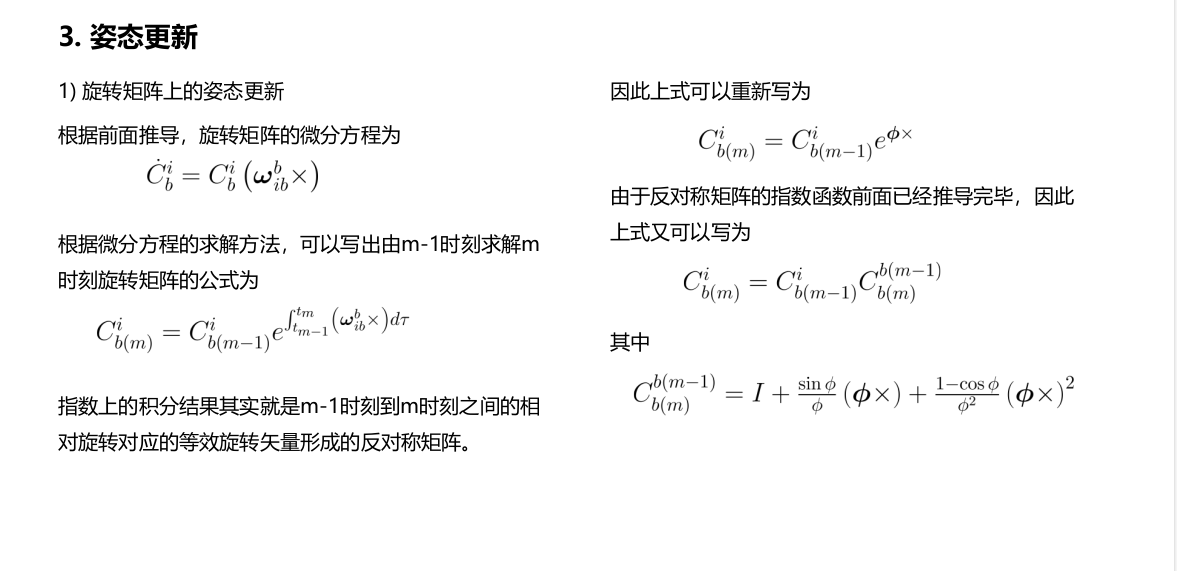 3. 姿态更新
1) 旋转矩阵上的姿态更新
根据前面推导，旋转矩阵的微分方程为
$\dot{C}_b^i = C_b^i \left(\boldsymbol{\omega}_{ib}^b \times\right)$
根据微分方程的求解方法，可以写出由m-1时刻求解m
时刻旋转矩阵的公式为
$C_{b(m)}^i = C_{b(m-1)}^i e^{\int_{t_{m-1}}^{t_m} \left(\boldsymbol{\omega}_{ib}^b \times\right) d\tau}$
指数上的积分结果其实就是m-1时刻到m时刻之间的相
对旋转对应的等效旋转矢量形成的反对称矩阵。
因此上式可以重新写为
$C_{b(m)}^i = C_{b(m-1)}^i e^{\boldsymbol{\phi} \times}$
由于反对称矩阵的指数函数前面已经推导完毕，因此
上式又可以写为
$C_{b(m)}^i = C_{b(m-1)}^i C_{b(m)}^{b(m-1)}$
其中
$C_{b(m)}^{b(m-1)} = I + \frac{\sin \phi}{\phi} (\boldsymbol{\phi} \times) + \frac{1 - \cos \phi}{\phi^2} (\boldsymbol{\phi} \times)^2$